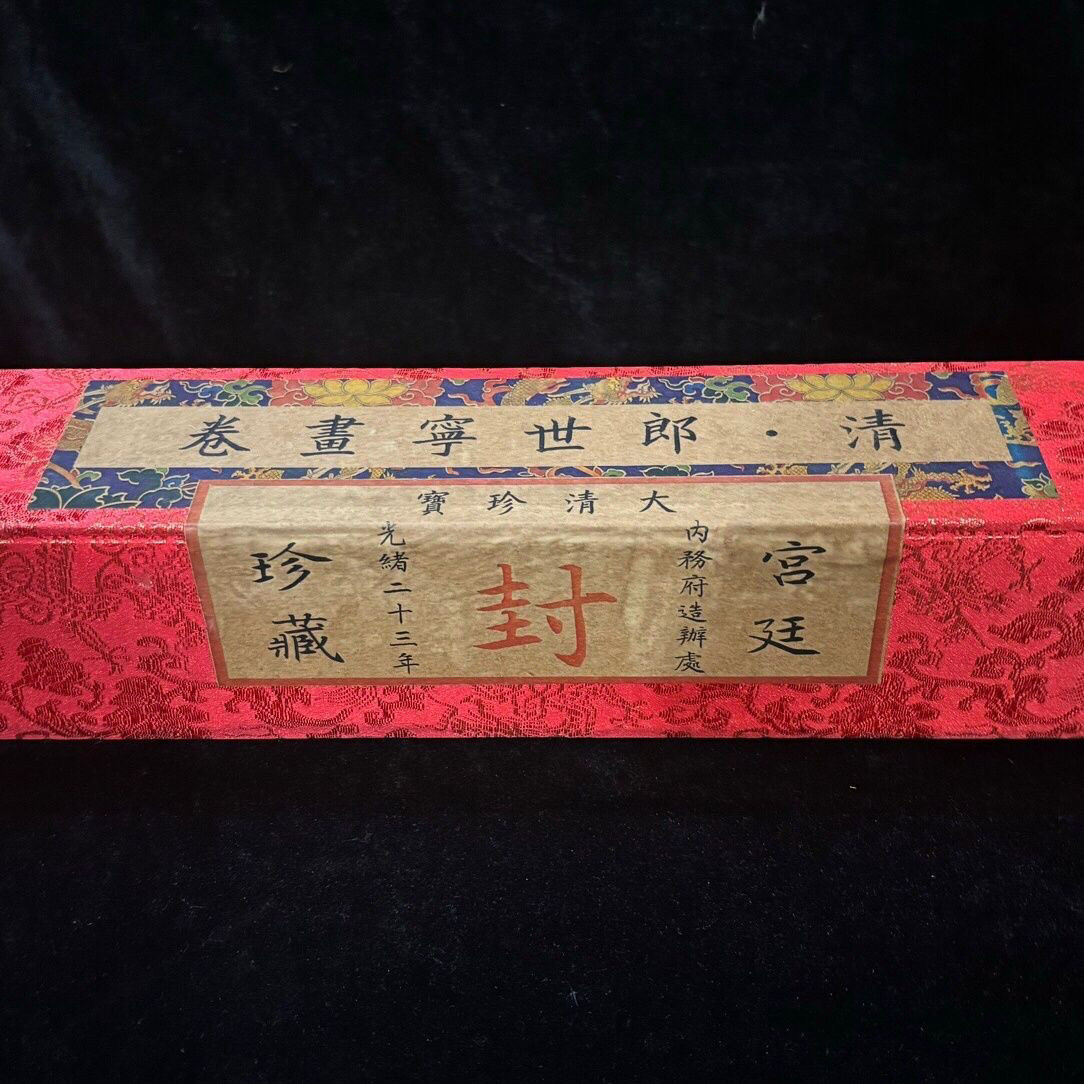 清·郎世寧畫卷
大清珍寶
宮廷
內務府造辦處
封
光緒二十三年
珍藏